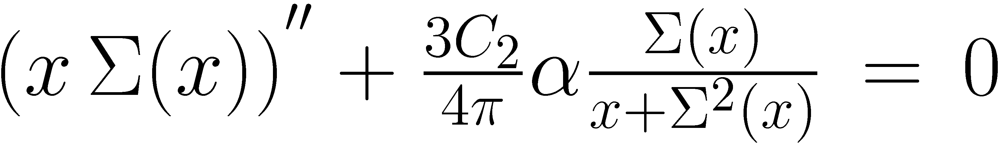 (x Σ(x))″ + \frac{3C_2}{4π} α \frac{Σ(x)}{x+Σ^2(x)} = 0